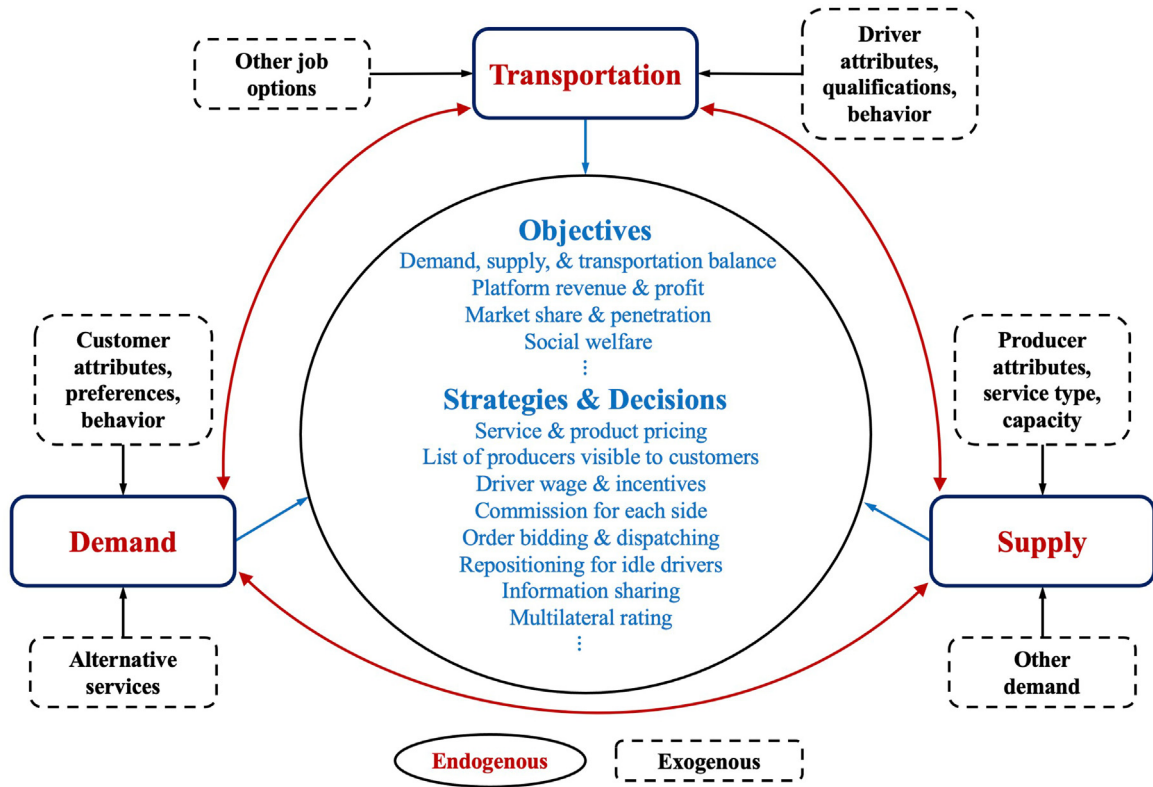 Other job
options
Transportation
Driver
attributes,
qualifications,
behavior
Objectives
Demand, supply, & transportation balance
Platform revenue & profit
Market share & penetration
Social welfare
⋮
Customer
attributes,
preferences,
behavior
Producer
attributes,
service type,
capacity
Strategies & Decisions
Service & product pricing
List of producers visible to customers
Driver wage & incentives
Commission for each side
Order bidding & dispatching
Repositioning for idle drivers
Information sharing
Multilateral rating
⋮
Demand
Supply
Alternative
services
Other
demand
Endogenous
Exogenous